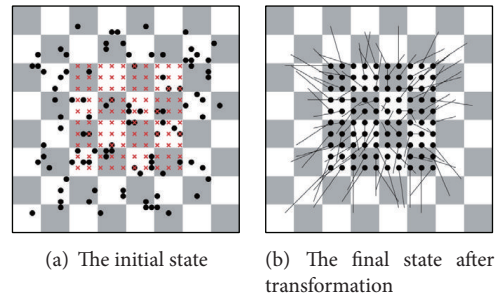 (a) The initial state
(b) The final state after
transformation